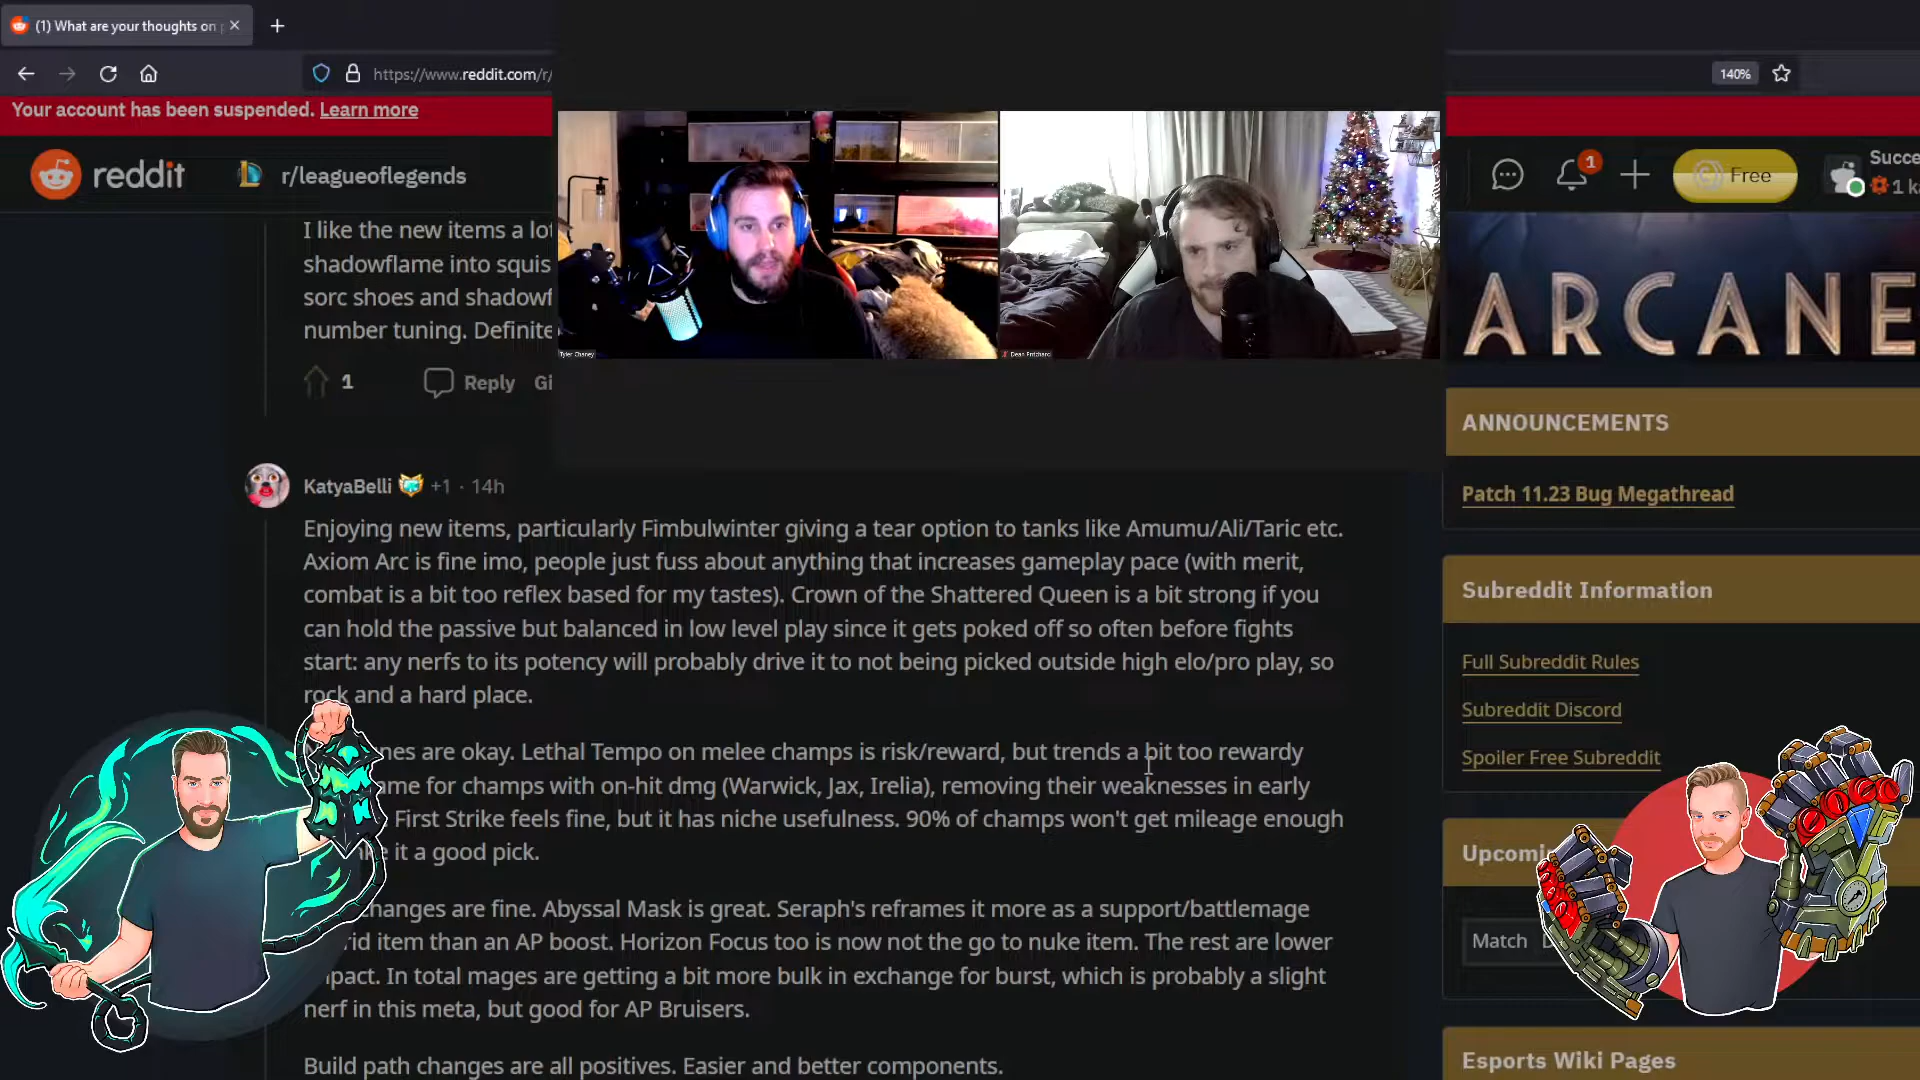 (1) What are your thoughts on
https://www.reddit.com/r/
140%
Your account has been suspended. Learn more
reddit
r/leagueoflegends
1
Free
Succe
1 k
I like the new items a lot
shadowflame into squis
sorc shoes and shadowf
number tuning. Definite
Tyler Chaney
Dean Pritchard
ARCANE
1
Reply
Gi
ANNOUNCEMENTS
Patch 11.23 Bug Megathread
KatyaBelli +1 · 14h
Enjoying new items, particularly Fimbulwinter giving a tear option to tanks like Amumu/Ali/Taric etc.
Axiom Arc is fine imo, people just fuss about anything that increases gameplay pace (with merit,
combat is a bit too reflex based for my tastes). Crown of the Shattered Queen is a bit strong if you
can hold the passive but balanced in low level play since it gets poked off so often before fights
start: any nerfs to its potency will probably drive it to not being picked outside high elo/pro play, so
rock and a hard place.
nes are okay. Lethal Tempo on melee champs is risk/reward, but trends a bit too rewardy
ame for champs with on-hit dmg (Warwick, Jax, Irelia), removing their weaknesses in early
First Strike feels fine, but it has niche usefulness. 90% of champs won't get mileage enough
ke it a good pick.
hanges are fine. Abyssal Mask is great. Seraph's reframes it more as a support/battlemage
rid item than an AP boost. Horizon Focus too is now not the go to nuke item. The rest are lower
pact. In total mages are getting a bit more bulk in exchange for burst, which is probably a slight
nerf in this meta, but good for AP Bruisers.
Build path changes are all positives. Easier and better components.
Subreddit Information
Full Subreddit Rules
Subreddit Discord
Spoiler Free Subreddit
Upcomi
Match
Esports Wiki Pages